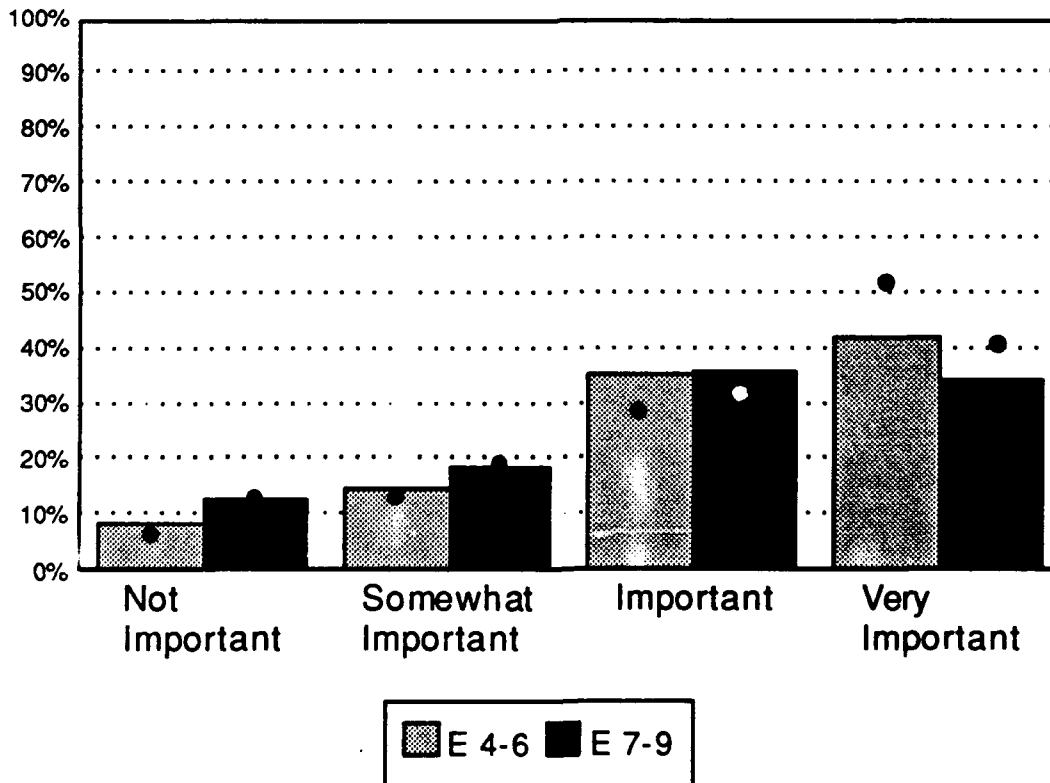 100%
90%
80%
70%
60%
50%
40%
30%
20%
10%
0%
Not
Important
Somewhat
Important
Important
Very
Important
E 4-6 E 7-9